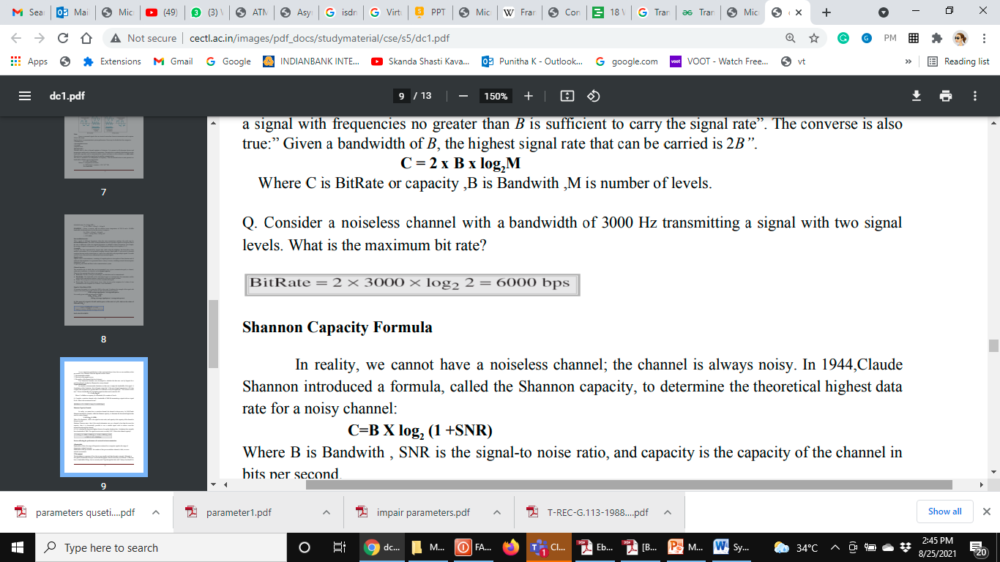 Sea
Mai
Mic
(49)
(3) \
ATN
Asy
isdn
Virt
PPT
Mic
Frar
Con
18 \
Trar
Trar
Mic
Not secure
cectl.ac.in/images/pdf_docs/studymaterial/cse/s5/dc1.pdf
PM
Apps
Extensions
Gmail
Google
INDIANBANK INTE...
Skanda Shasti Kava...
Punitha K - Outlook...
google.com
VOOT - Watch Free...
vt
»
Reading list
dc1.pdf
9 / 13
150%
7
8
9
a signal with frequencies no greater than B is sufficient to carry the signal rate”. The converse is also
true:” Given a bandwidth of B, the highest signal rate that can be carried is 2B”.
C = 2 x B x log₂M
Where C is BitRate or capacity ,B is Bandwith ,M is number of levels.
Q. Consider a noiseless channel with a bandwidth of 3000 Hz transmitting a signal with two signal
levels. What is the maximum bit rate?
BitRate = 2 × 3000 × log₂ 2 = 6000 bps
Shannon Capacity Formula
In reality, we cannot have a noiseless channel; the channel is always noisy. In 1944,Claude
Shannon introduced a formula, called the Shannon capacity, to determine the theoretical highest data
rate for a noisy channel:
C=B X log₂ (1 +SNR)
Where B is Bandwith , SNR is the signal-to noise ratio, and capacity is the capacity of the channel in
bits per second.
parameters quseti....pdf
parameter1.pdf
impair parameters.pdf
T-REC-G.113-1988....pdf
Show all
Type here to search
dc...
M...
FA...
Cl...
Eb...
[B...
M...
Sy...
34°C
2:45 PM
8/25/2021
20